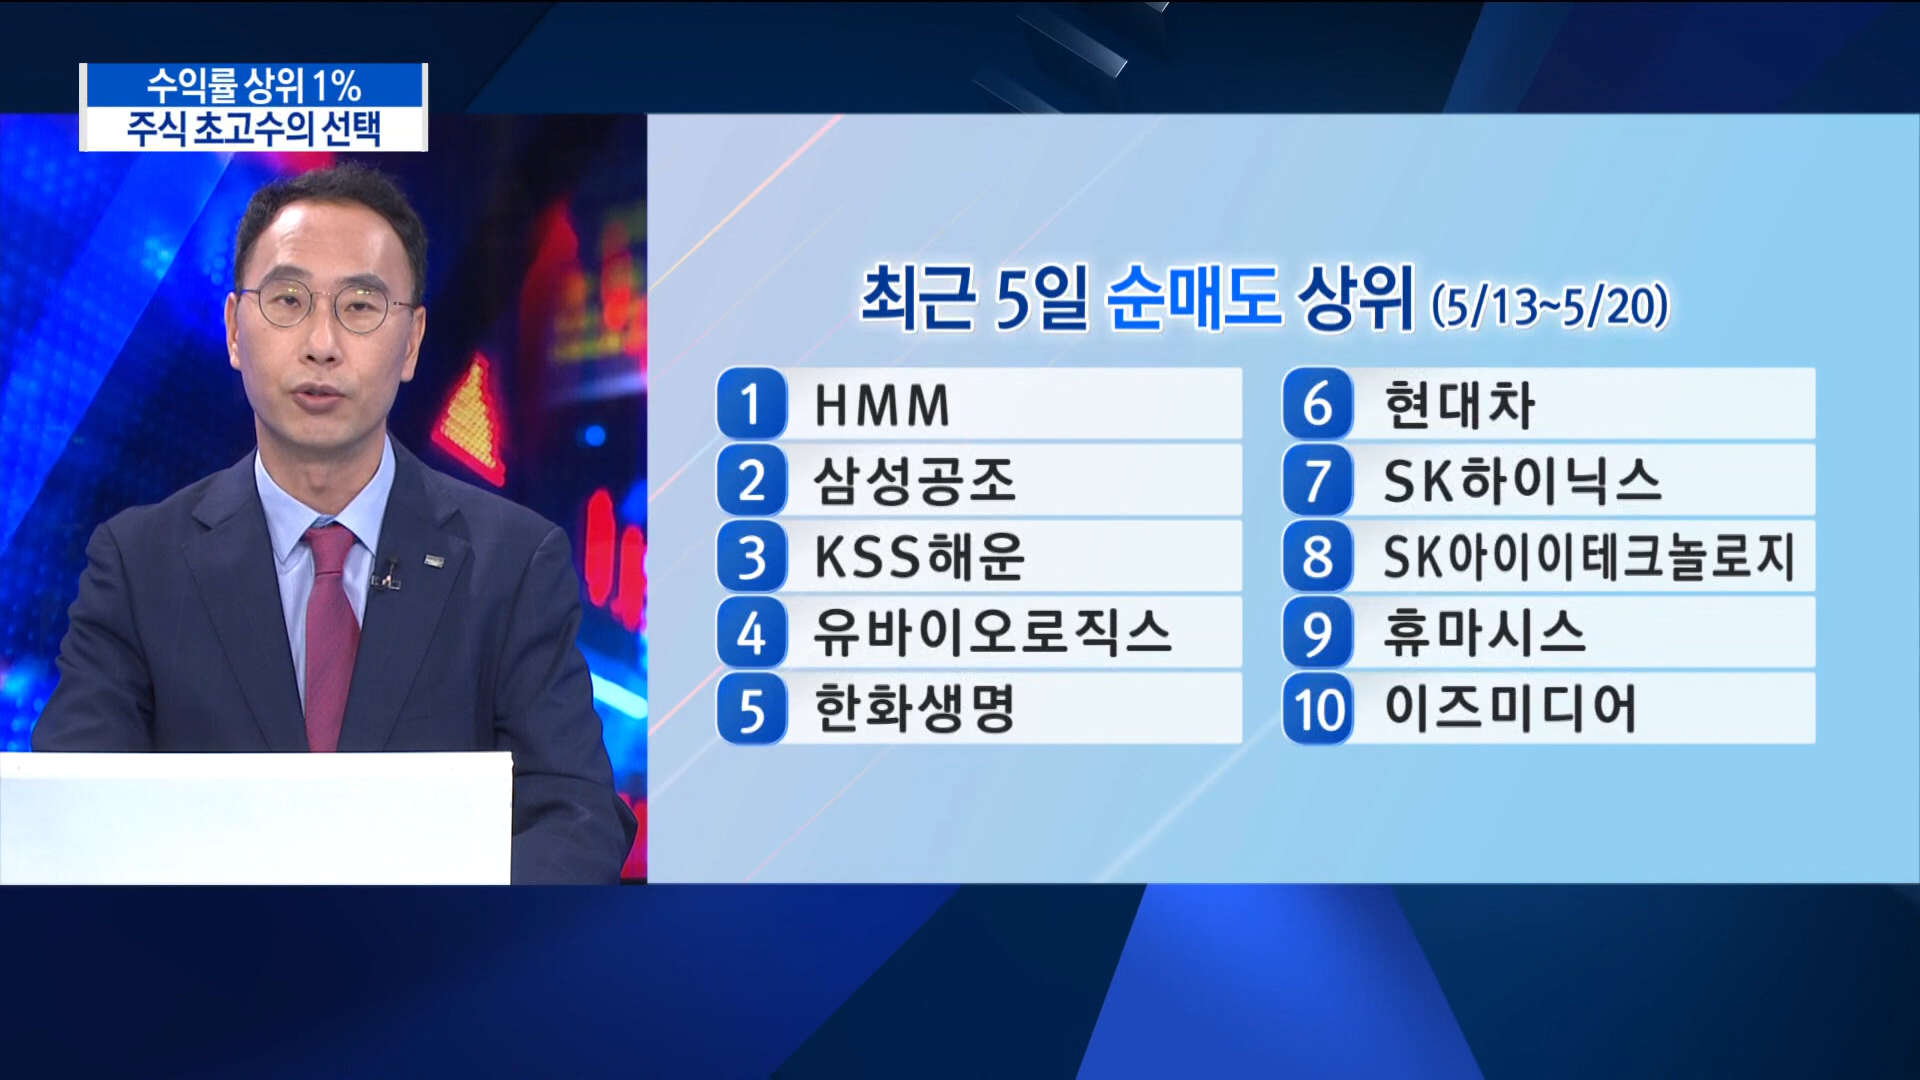 수익률 상위 1%
주식 초고수의 선택
최근 5일 순매도 상위 (5/13~5/20)
1 HMM
2 삼성공조
3 KSS해운
4 유바이오로직스
5 한화생명
6 현대차
7 SK하이닉스
8 SK아이이테크놀로지
9 휴마시스
10 이즈미디어